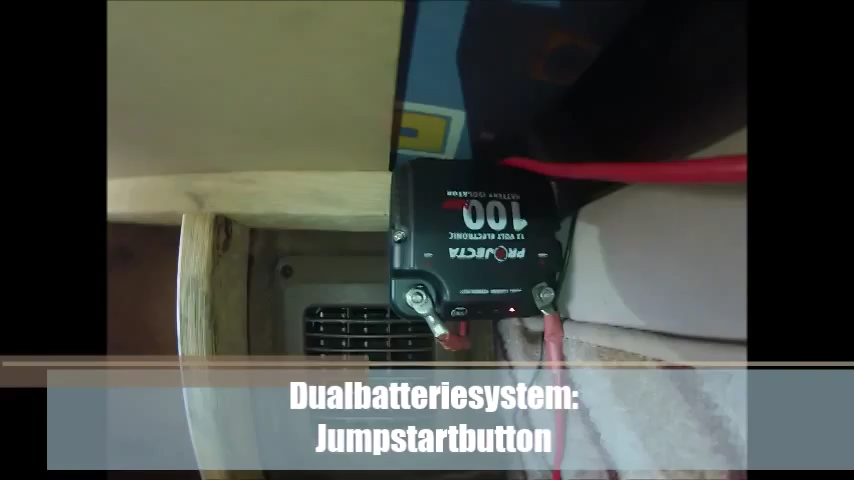 PROJECTA
12 VOLT ELECTRONIC
100
BATTERY ISOLATOR
Dualbatteriesystem:
Jumpstartbutton